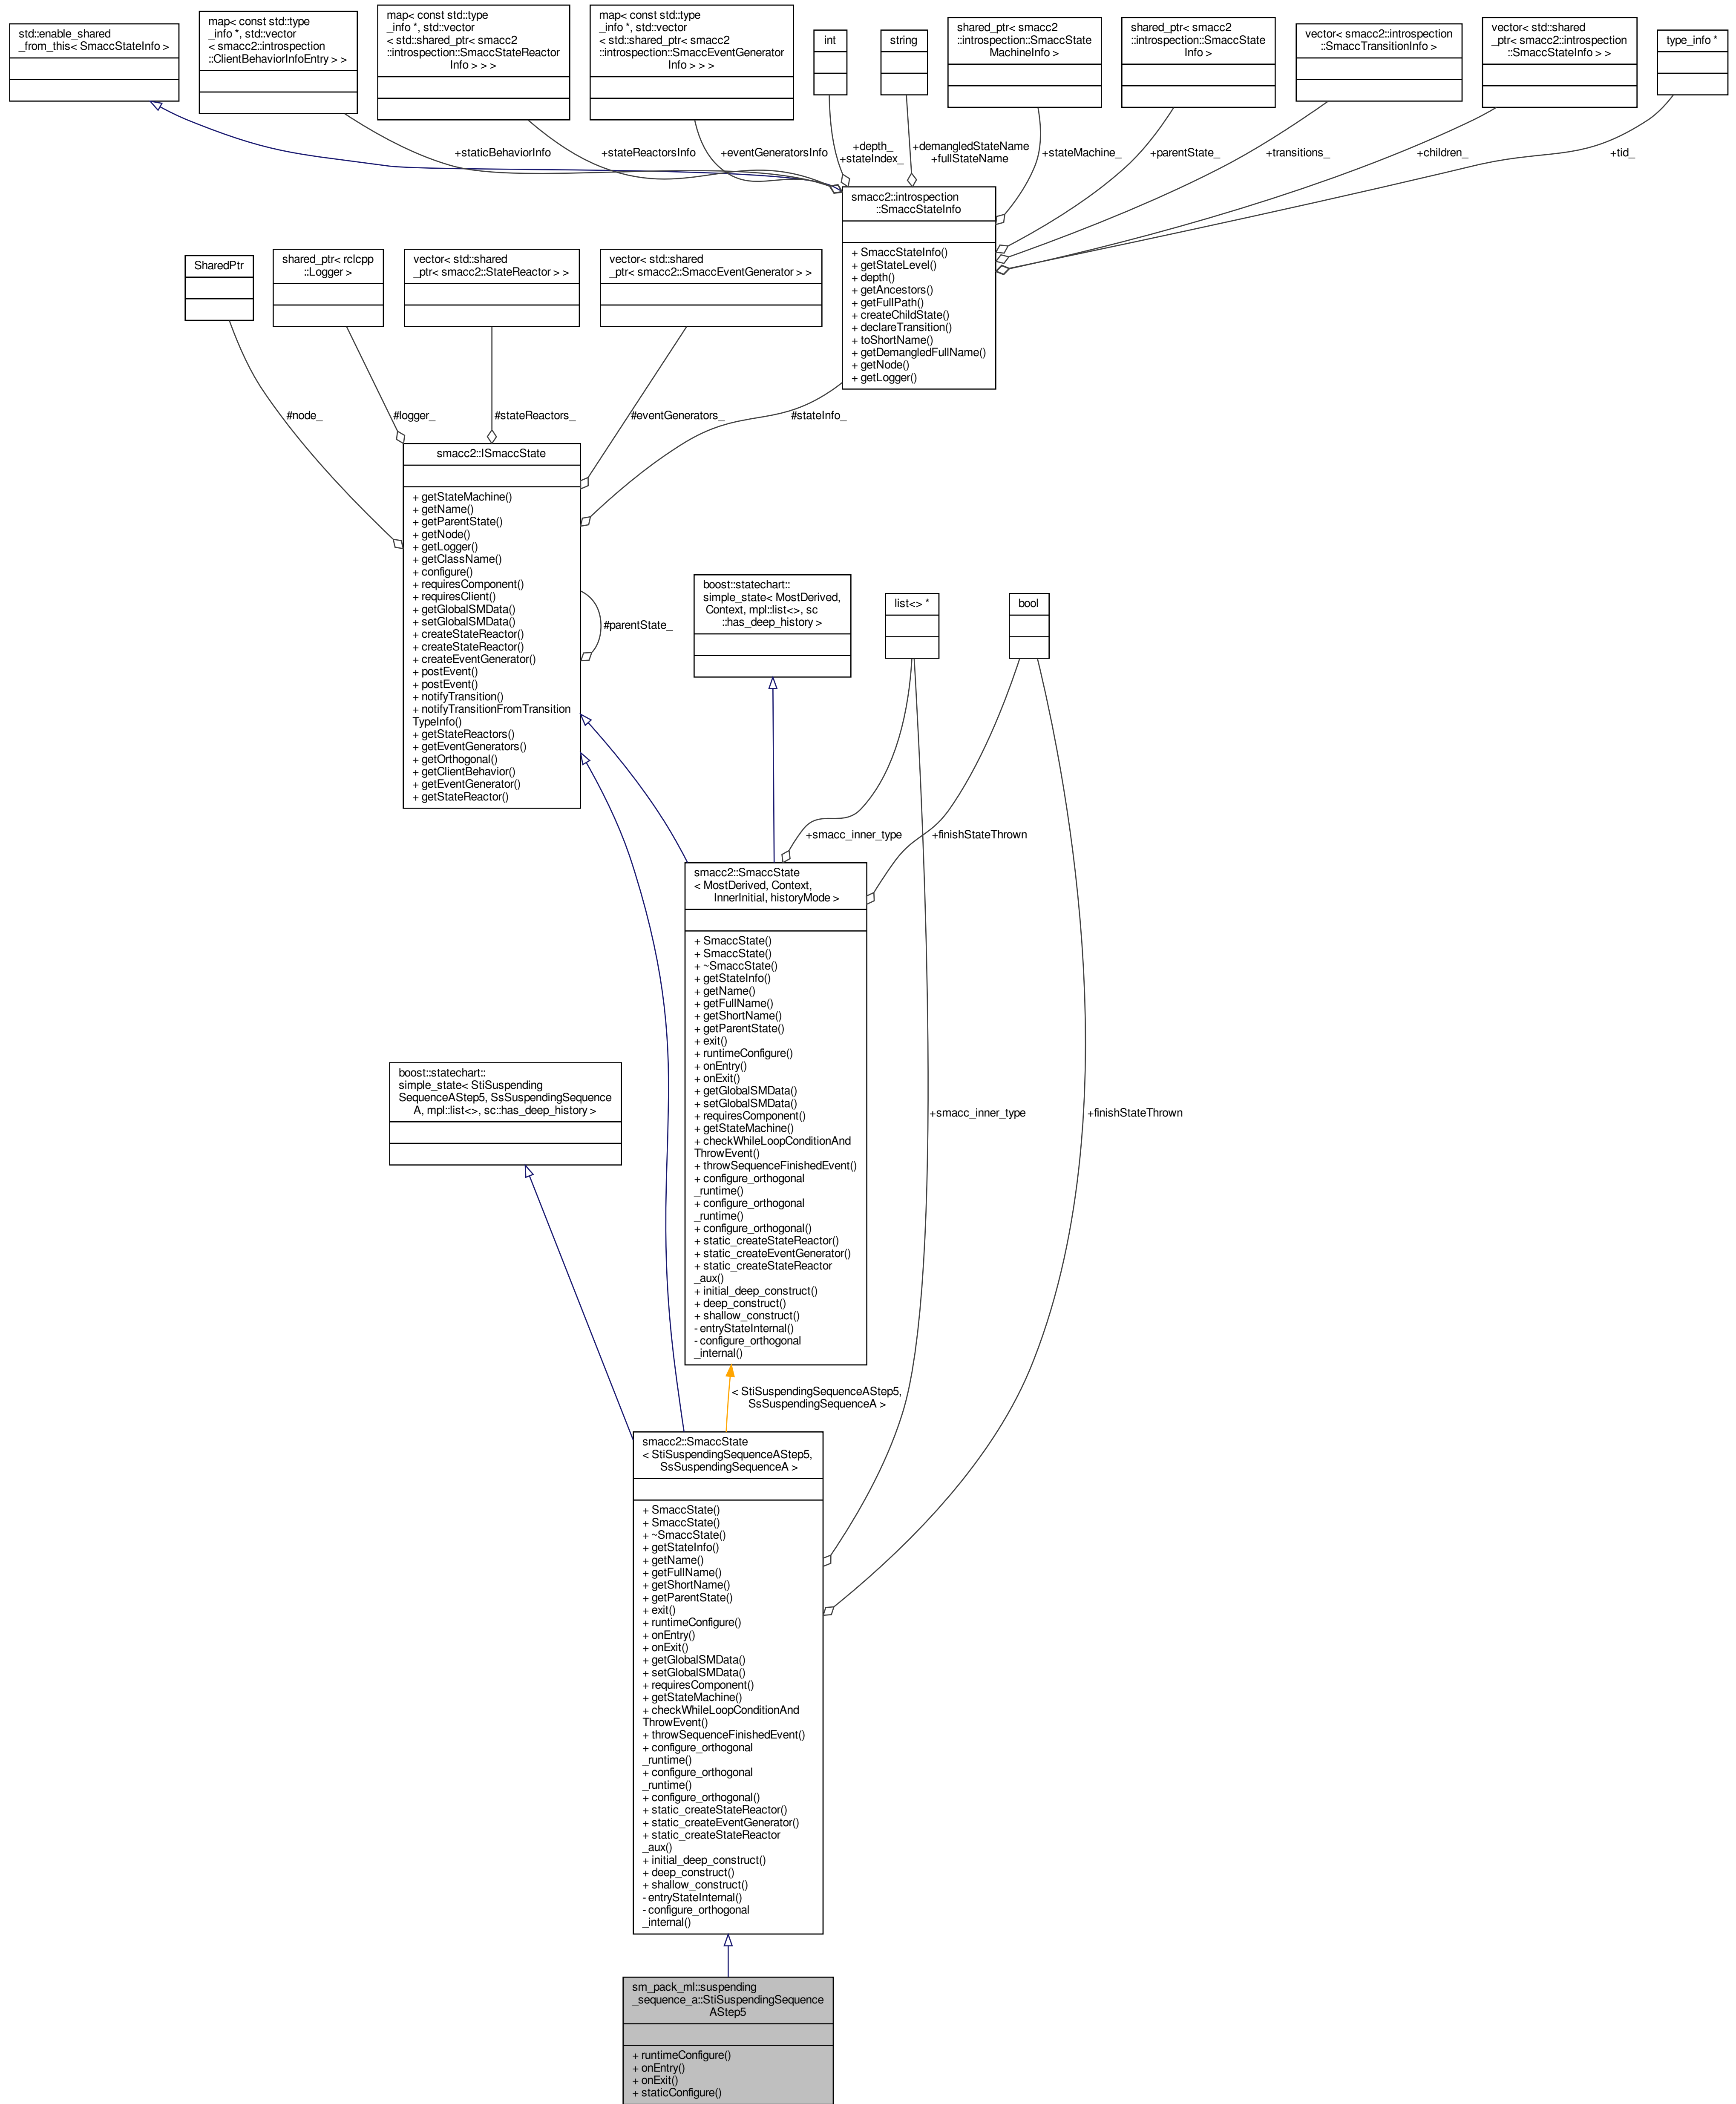 std::enable_shared
_from_this< SmaccStateInfo >
map< const std::type
_info *, std::vector
< smacc2::introspection
::ClientBehaviorInfoEntry > >
map< const std::type
_info *, std::vector
< std::shared_ptr< smacc2
::introspection::SmaccStateReactor
Info > > >
map< const std::type
_info *, std::vector
< std::shared_ptr< smacc2
::introspection::SmaccEventGenerator
Info > > >
int
string
shared_ptr< smacc2
::introspection::SmaccState
MachineInfo >
shared_ptr< smacc2
::introspection::SmaccState
Info >
vector< smacc2::introspection
::SmaccTransitionInfo >
vector< std::shared
_ptr< smacc2::introspection
::SmaccStateInfo > >
type_info *
+staticBehaviorInfo
+stateReactorsInfo
+eventGeneratorsInfo
+depth_
+stateIndex_
+demangledStateName
+fullStateName
+stateMachine_
+parentState_
+transitions_
+children_
+tid_
smacc2::introspection
::SmaccStateInfo
+ SmaccStateInfo()
+ getStateLevel()
+ depth()
+ getAncestors()
+ getFullPath()
+ createChildState()
+ declareTransition()
+ toShortName()
+ getDemangledFullName()
+ getNode()
+ getLogger()
SharedPtr
shared_ptr< rclcpp
::Logger >
vector< std::shared
_ptr< smacc2::StateReactor > >
vector< std::shared
_ptr< smacc2::SmaccEventGenerator > >
#node_
#logger_
#stateReactors_
#eventGenerators_
#stateInfo_
smacc2::ISmaccState
+ getStateMachine()
+ getName()
+ getParentState()
+ getNode()
+ getLogger()
+ getClassName()
+ configure()
+ requiresComponent()
+ requiresClient()
+ getGlobalSMData()
+ setGlobalSMData()
+ createStateReactor()
+ createStateReactor()
+ createEventGenerator()
+ postEvent()
+ postEvent()
+ notifyTransition()
+ notifyTransitionFromTransition
TypeInfo()
+ getStateReactors()
+ getEventGenerators()
+ getOrthogonal()
+ getClientBehavior()
+ getEventGenerator()
+ getStateReactor()
#parentState_
boost::statechart::
simple_state< MostDerived,
Context, mpl::list<>, sc
::has_deep_history >
list<> *
bool
+smacc_inner_type
+finishStateThrown
smacc2::SmaccState
< MostDerived, Context,
InnerInitial, historyMode >
+ SmaccState()
+ SmaccState()
+ ~SmaccState()
+ getStateInfo()
+ getName()
+ getFullName()
+ getShortName()
+ getParentState()
+ exit()
+ runtimeConfigure()
+ onEntry()
+ onExit()
+ getGlobalSMData()
+ setGlobalSMData()
+ requiresComponent()
+ getStateMachine()
+ checkWhileLoopConditionAnd
ThrowEvent()
+ throwSequenceFinishedEvent()
+ configure_orthogonal
_runtime()
+ configure_orthogonal
_runtime()
+ configure_orthogonal()
+ static_createStateReactor()
+ static_createEventGenerator()
+ static_createStateReactor
_aux()
+ initial_deep_construct()
+ deep_construct()
+ shallow_construct()
- entryStateInternal()
- configure_orthogonal
_internal()
boost::statechart::
simple_state< StiSuspending
SequenceAStep5, SsSuspendingSequence
A, mpl::list<>, sc::has_deep_history >
+smacc_inner_type
+finishStateThrown
< StiSuspendingSequenceAStep5,
SsSuspendingSequenceA >
smacc2::SmaccState
< StiSuspendingSequenceAStep5,
SsSuspendingSequenceA >
+ SmaccState()
+ SmaccState()
+ ~SmaccState()
+ getStateInfo()
+ getName()
+ getFullName()
+ getShortName()
+ getParentState()
+ exit()
+ runtimeConfigure()
+ onEntry()
+ onExit()
+ getGlobalSMData()
+ setGlobalSMData()
+ requiresComponent()
+ getStateMachine()
+ checkWhileLoopConditionAnd
ThrowEvent()
+ throwSequenceFinishedEvent()
+ configure_orthogonal
_runtime()
+ configure_orthogonal
_runtime()
+ configure_orthogonal()
+ static_createStateReactor()
+ static_createEventGenerator()
+ static_createStateReactor
_aux()
+ initial_deep_construct()
+ deep_construct()
+ shallow_construct()
- entryStateInternal()
- configure_orthogonal
_internal()
sm_pack_ml::suspending
_sequence_a::StiSuspendingSequence
AStep5
+ runtimeConfigure()
+ onEntry()
+ onExit()
+ staticConfigure()